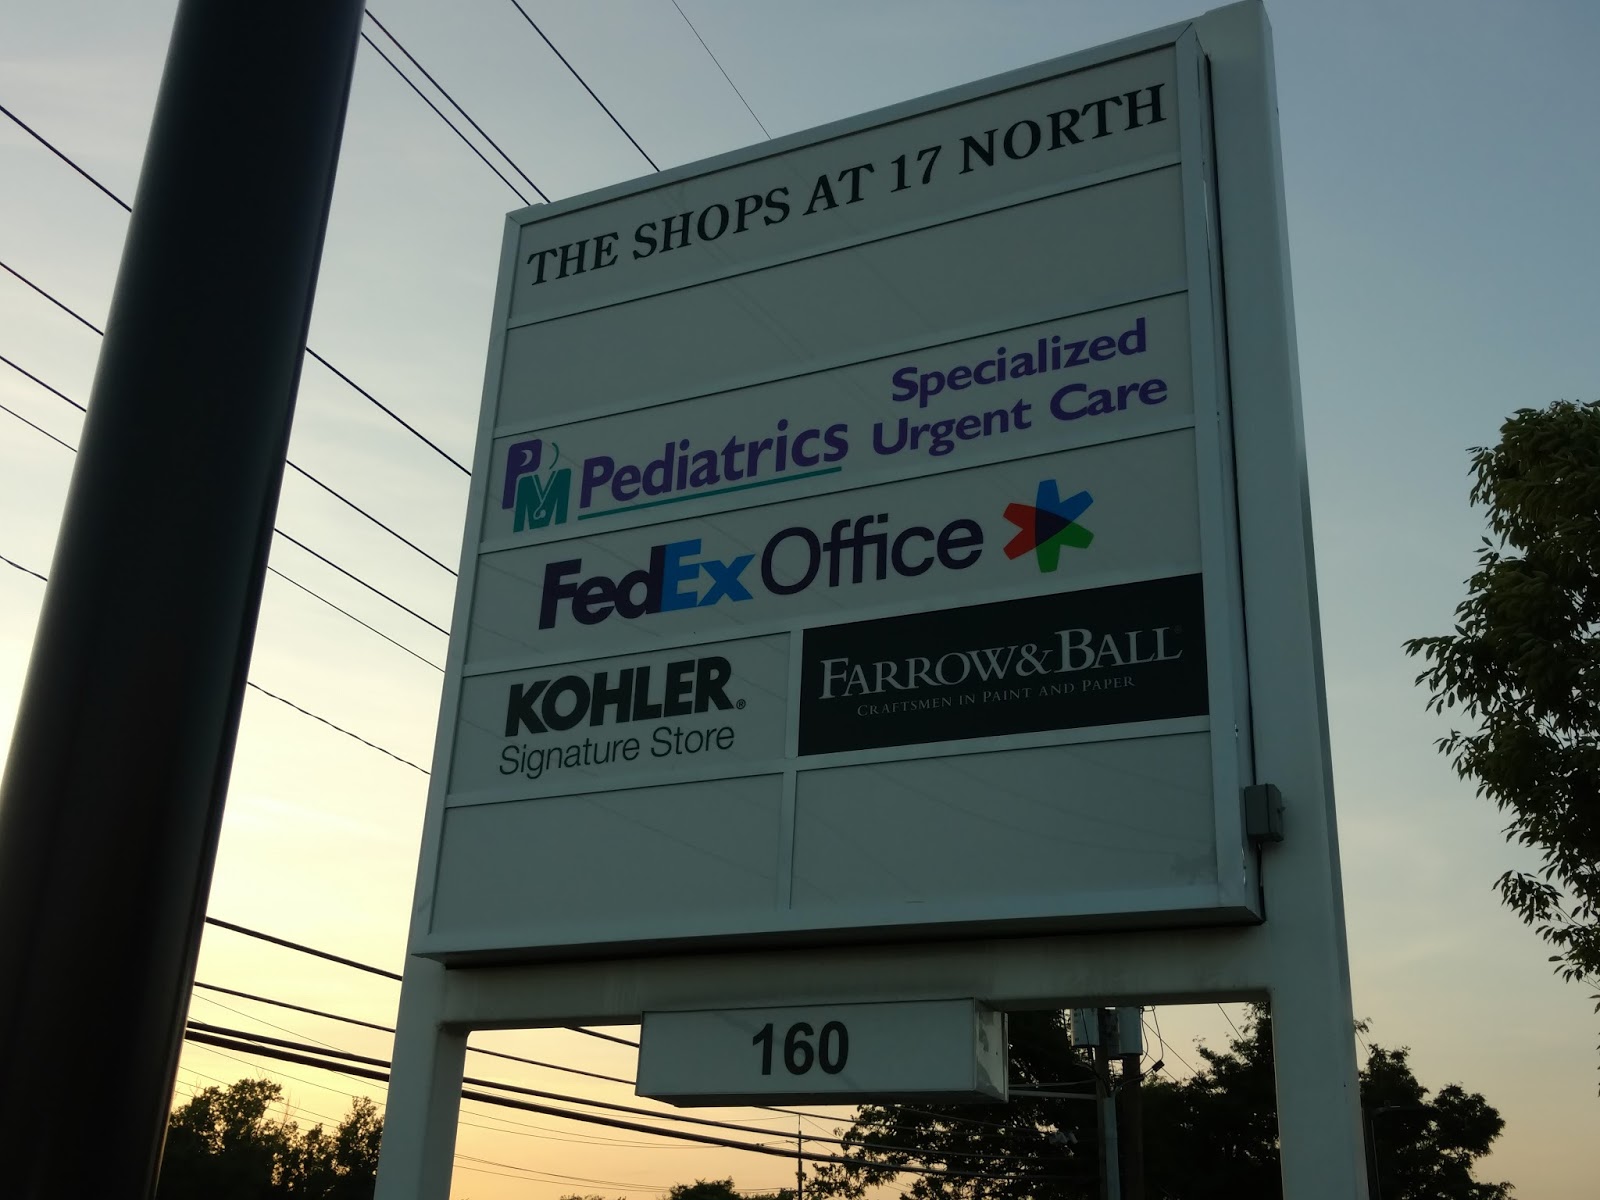 THE SHOPS AT 17 NORTH
PM Pediatrics
Specialized
Urgent Care
FedEx Office
KOHLER®
Signature Store
FARROW & BALL®
CRAFTSMEN IN PAINT AND PAPER
160